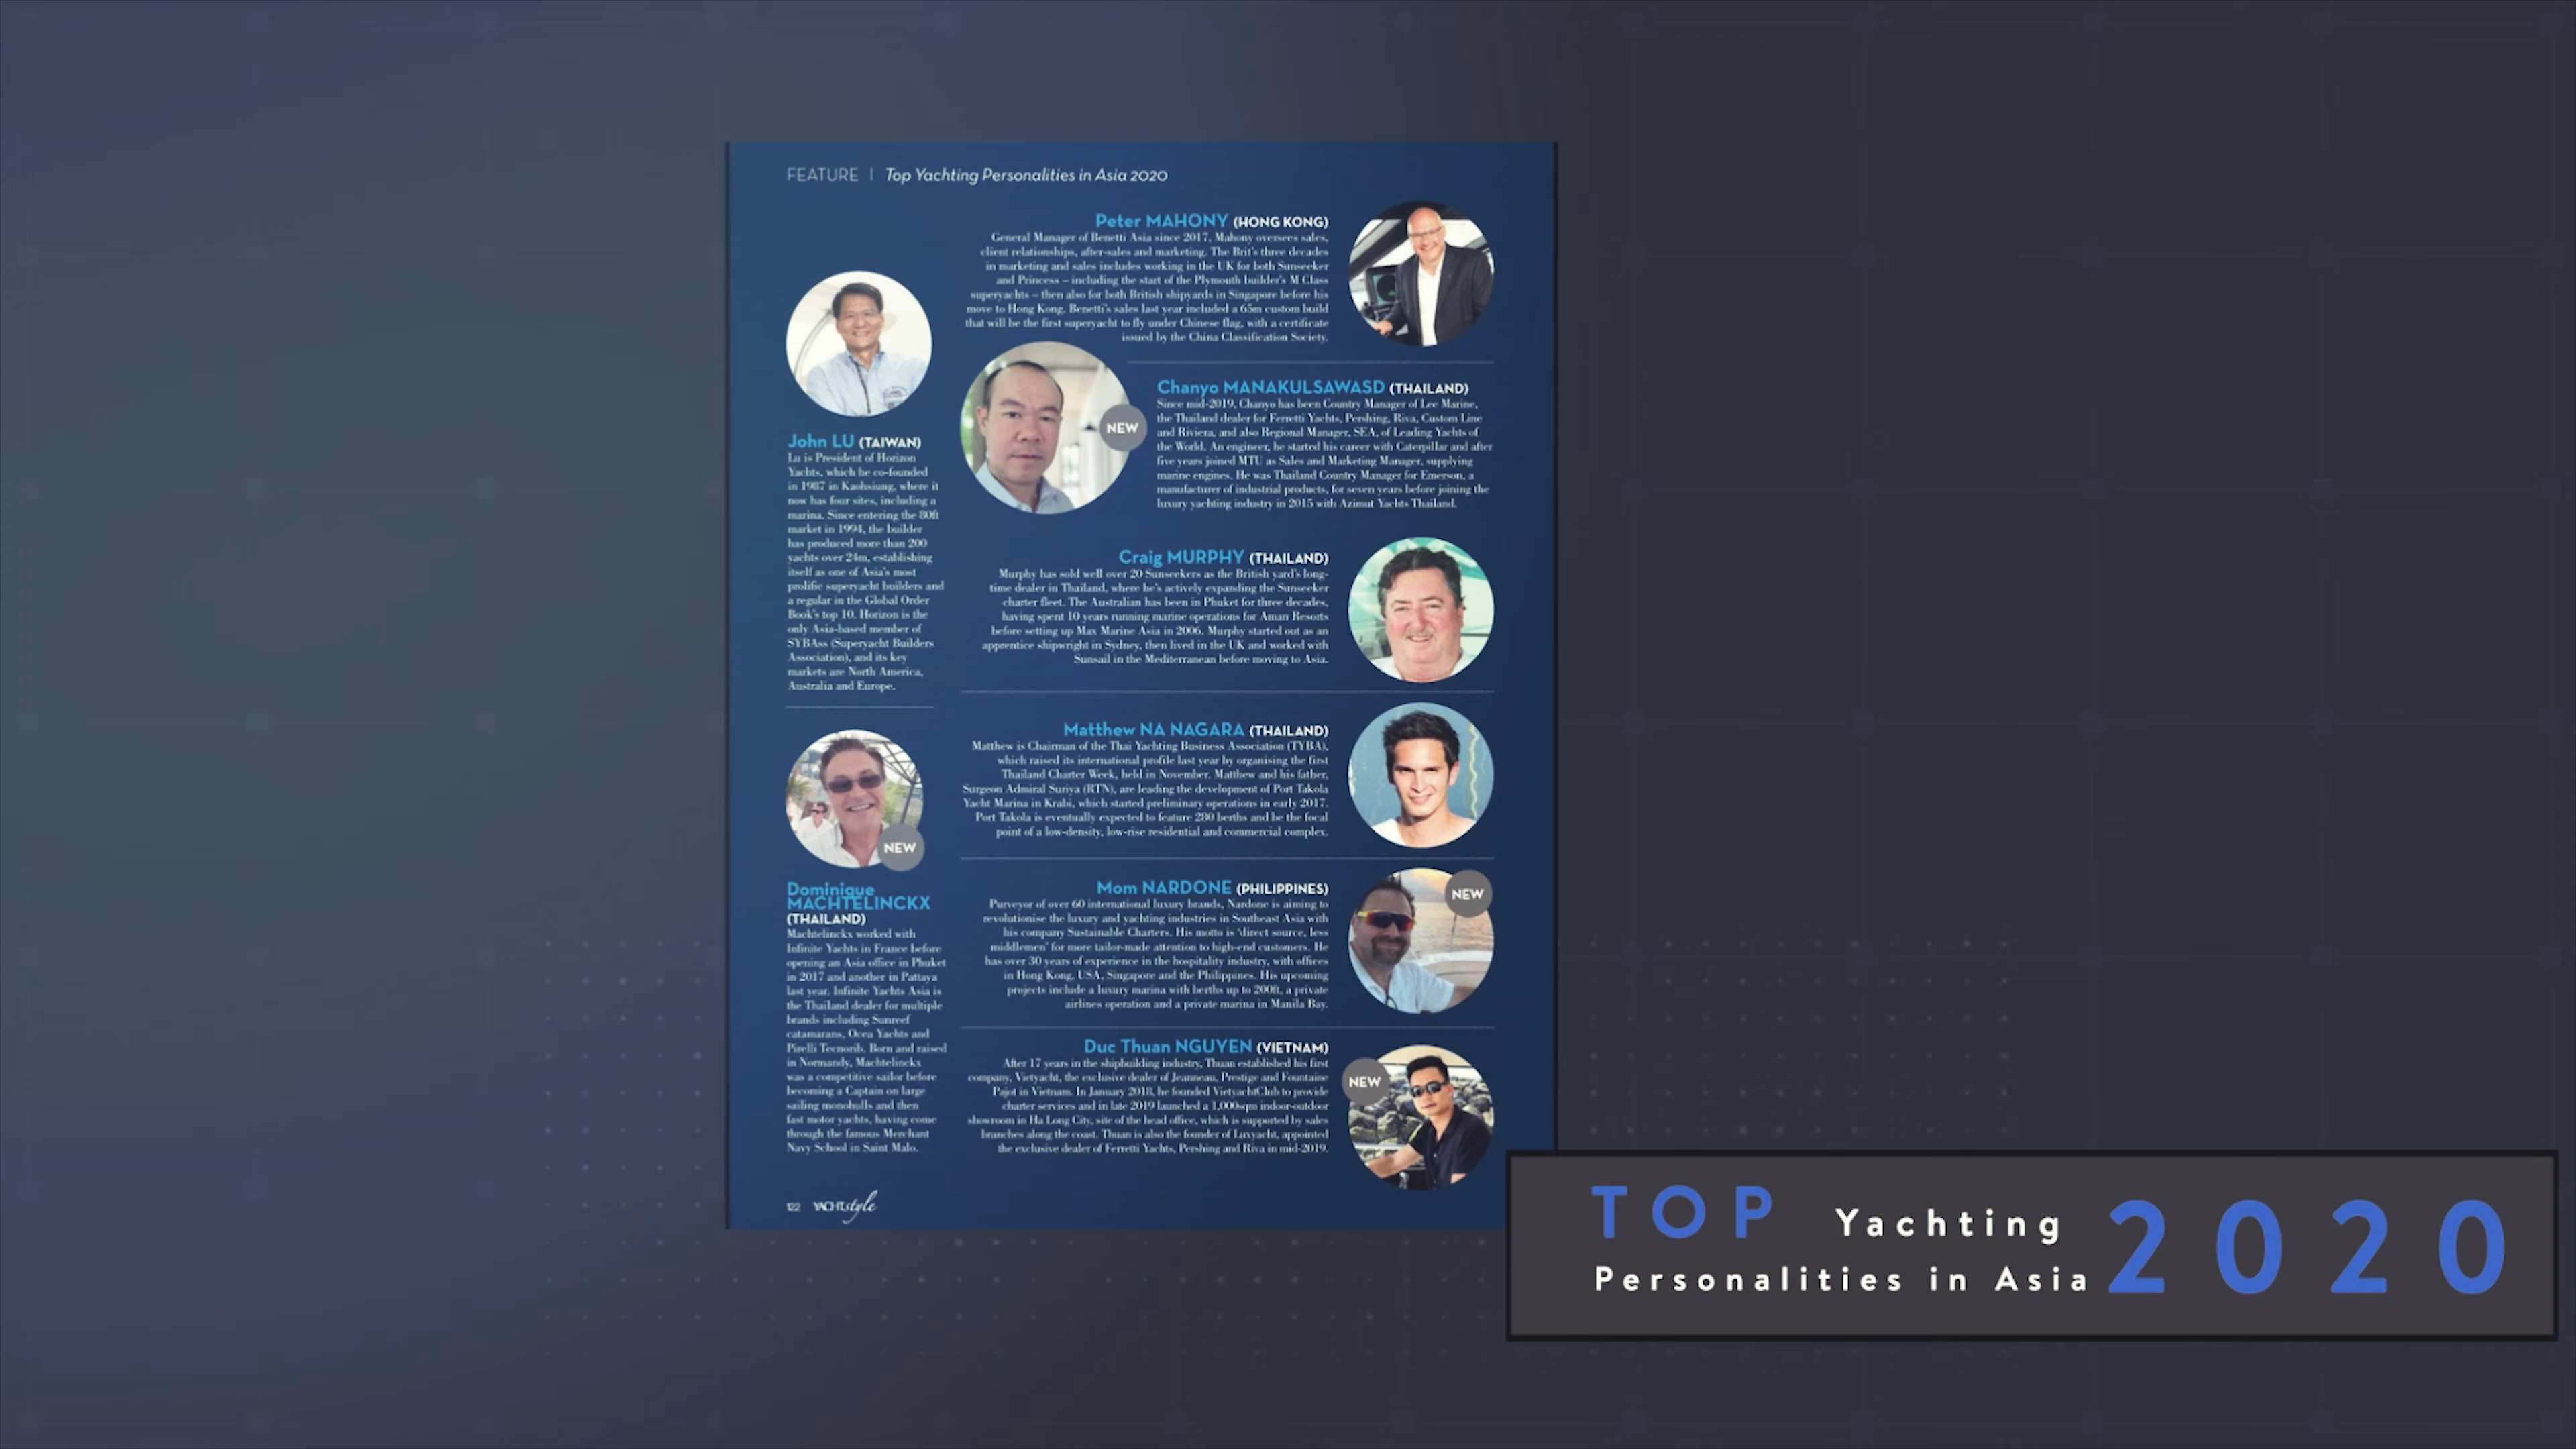 FEATURE | Top Yachting Personalities in Asia 2020
John LU (TAIWAN)
Lu is President of Horizon
Yachts, which he co-founded
in 1987 in Kaohsiung, where it
now has four sites, including a
marina. Since entering the 80ft
market in 1994, the builder
has produced more than 200
yachts over 24m, establishing
itself as one of Asia's most
prolific superyacht builders and
a regular in the Global Order
Book's top 10. Horizon is the
only Asia-based member of
SYBAss (Superyacht Builders
Association), and its key
markets are North America,
Australia and Europe.
NEW
Dominique
MACHTELINCKX
(THAILAND)
Machtelinckx worked with
Infinite Yachts in France before
opening an Asia office in Phuket
in 2017 and another in Pattaya
last year. Infinite Yachts Asia is
the Thailand dealer for multiple
brands including Sunreef
catamarans, Ocea Yachts and
Pirelli Tecnorib. Born and raised
in Normandy, Machtelinckx
was a competitive sailor before
becoming a Captain on large
sailing monohulls and then
fast motor yachts, having come
through the famous Merchant
Navy School in Saint Malo.
Peter MAHONY (HONG KONG)
General Manager of Benetti Asia since 2017, Mahony oversees sales,
client relationships, after-sales and marketing. The Brit's three decades
in marketing and sales includes working in the UK for both Sunseeker
and Princess – including the start of the Plymouth builder's M Class
superyachts – then also for both British shipyards in Singapore before his
move to Hong Kong. Benetti's sales last year included a 65m custom build
that will be the first superyacht to fly under Chinese flag, with a certificate
issued by the China Classification Society.
NEW
Chanyo MANAKULSAWASD (THAILAND)
Since mid-2019, Chanyo has been Country Manager of Lee Marine,
the Thailand dealer for Ferretti Yachts, Pershing, Riva, Custom Line
and Riviera, and also Regional Manager, SEA, of Leading Yachts of
the World. An engineer, he started his career with Caterpillar and after
five years joined MTU as Sales and Marketing Manager, supplying
marine engines. He was Thailand Country Manager for Emerson, a
manufacturer of industrial products, for seven years before joining the
luxury yachting industry in 2015 with Azimut Yachts Thailand.
Craig MURPHY (THAILAND)
Murphy has sold well over 20 Sunseekers as the British yard's long-
time dealer in Thailand, where he's actively expanding the Sunseeker
charter fleet. The Australian has been in Phuket for three decades,
having spent 10 years running marine operations for Aman Resorts
before setting up Max Marine Asia in 2006. Murphy started out as an
apprentice shipwright in Sydney, then lived in the UK and worked with
Sunsail in the Mediterranean before moving to Asia.
Matthew NA NAGARA (THAILAND)
Matthew is Chairman of the Thai Yachting Business Association (TYBA),
which raised its international profile last year by organising the first
Thailand Charter Week, held in November. Matthew and his father,
Surgeon Admiral Suriya (RTN), are leading the development of Port Takola
Yacht Marina in Krabi, which started preliminary operations in early 2017.
Port Takola is eventually expected to feature 280 berths and be the focal
point of a low-density, low-rise residential and commercial complex.
Mom NARDONE (PHILIPPINES)
NEW
Purveyor of over 60 international luxury brands, Nardone is aiming to
revolutionise the luxury and yachting industries in Southeast Asia with
his company Sustainable Charters. His motto is 'direct source, less
middlemen' for more tailor-made attention to high-end customers. He
has over 30 years of experience in the hospitality industry, with offices
in Hong Kong, USA, Singapore and the Philippines. His upcoming
projects include a luxury marina with berths up to 200ft, a private
airlines operation and a private marina in Manila Bay.
Duc Thuan NGUYEN (VIETNAM)
NEW
After 17 years in the shipbuilding industry, Thuan established his first
company, Vietyacht, the exclusive dealer of Jeanneau, Prestige and Fountaine
Pajot in Vietnam. In January 2018, he founded VietyachtClub to provide
charter services and in late 2019 launched a 1,000sqm indoor-outdoor
showroom in Ha Long City, site of the head office, which is supported by sales
branches along the coast. Thuan is also the founder of Luxyacht, appointed
the exclusive dealer of Ferretti Yachts, Pershing and Riva in mid-2019.
122 YACHTstyle
TOP Yachting
Personalities in Asia 2020